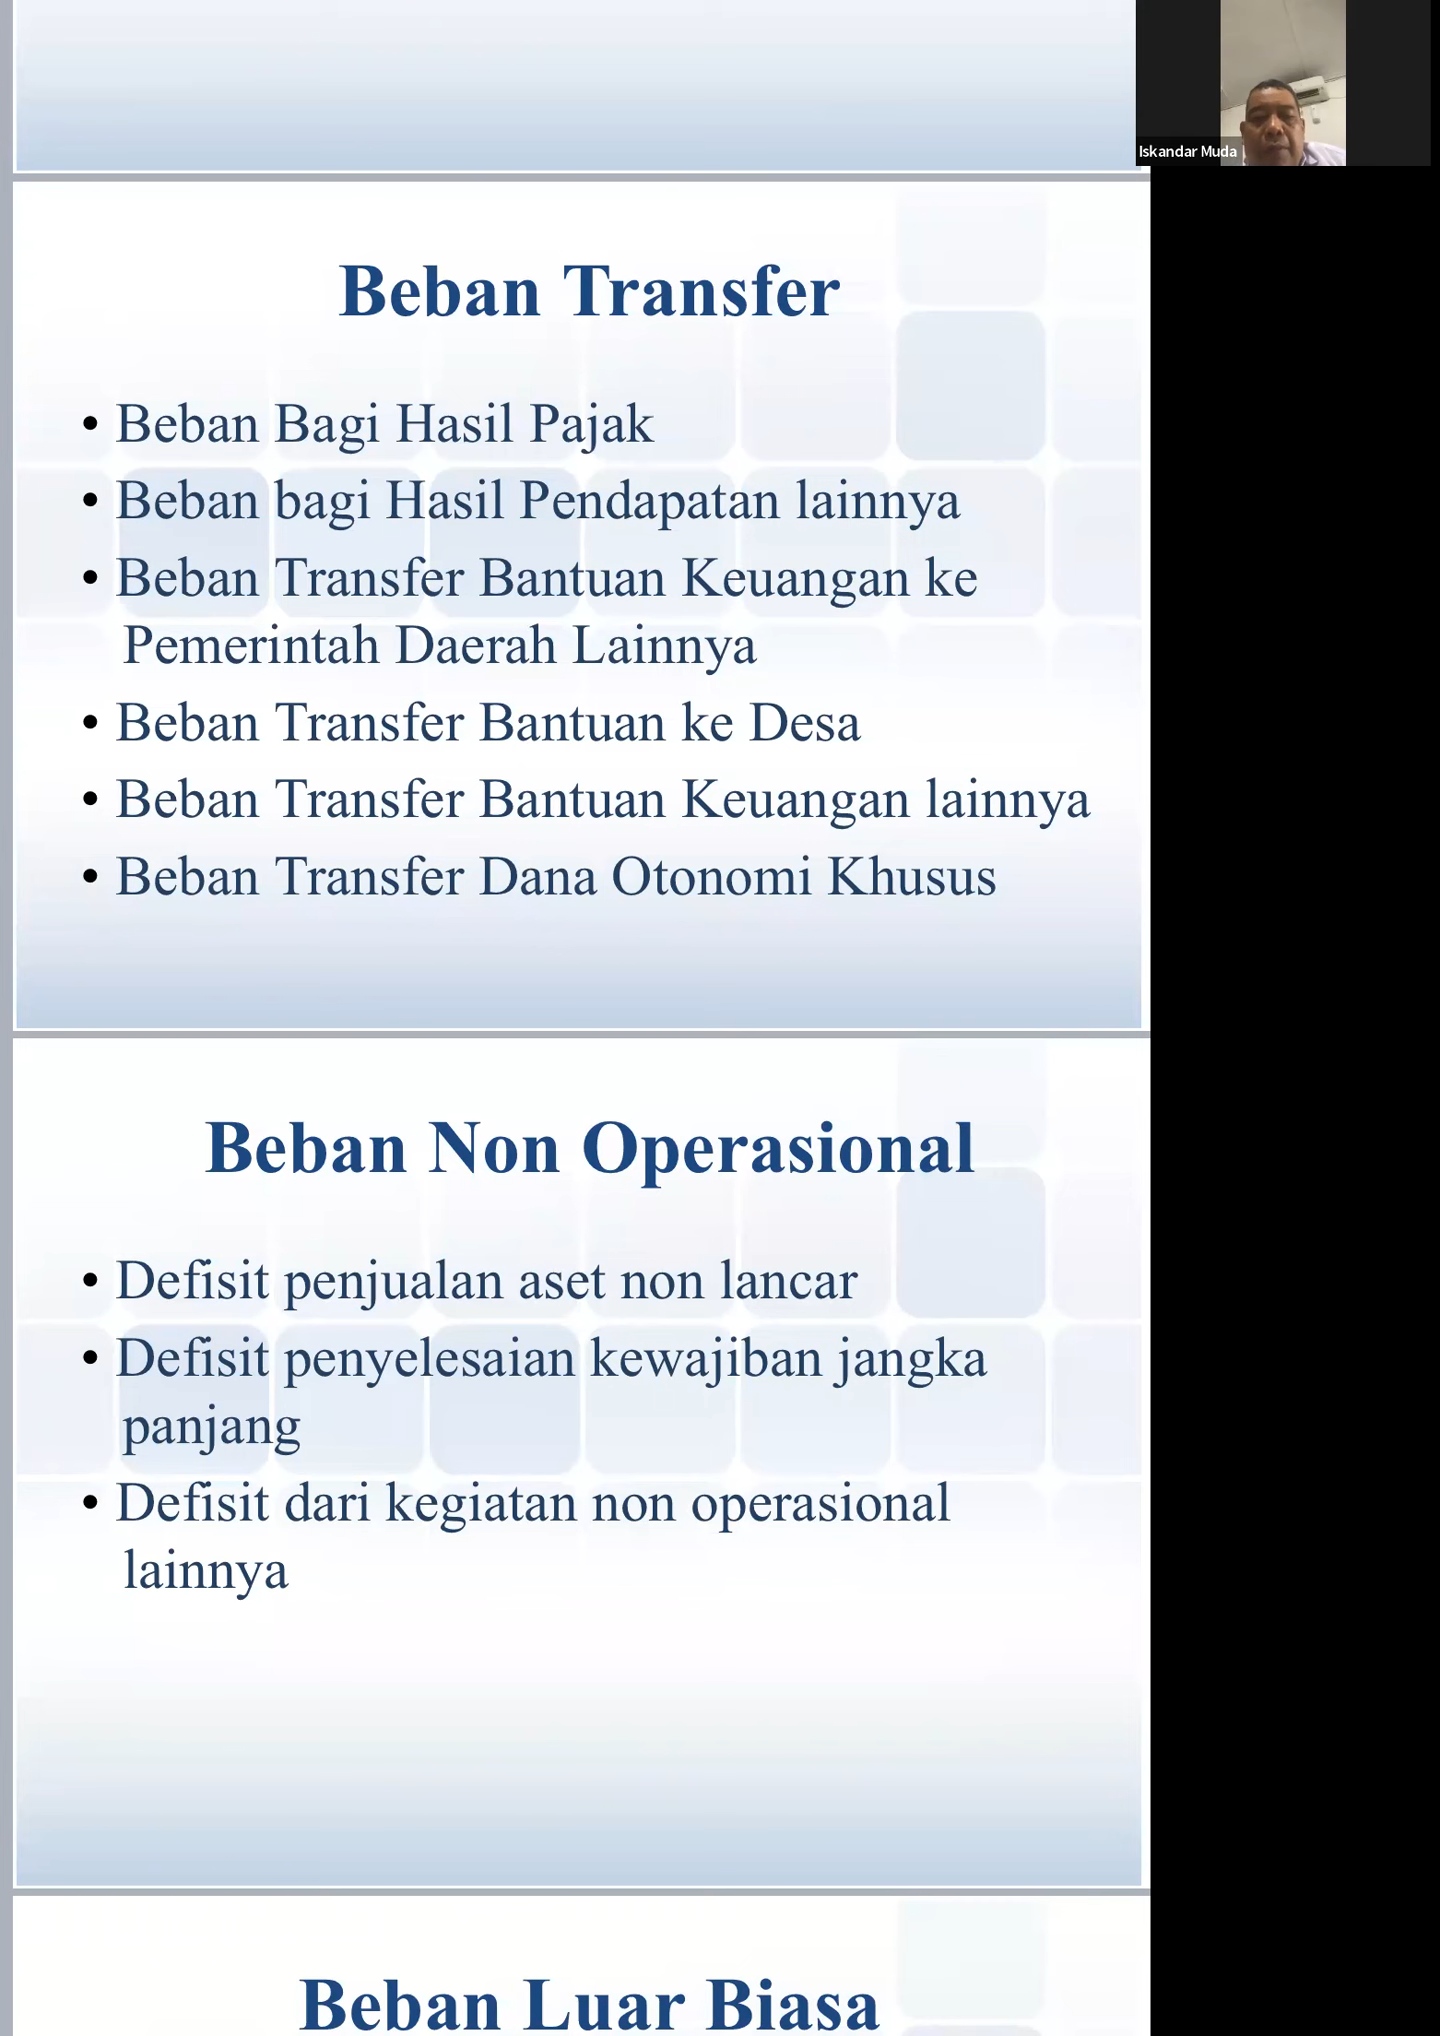 Iskandar Muda
Beban Transfer
• Beban Bagi Hasil Pajak
• Beban bagi Hasil Pendapatan lainnya
• Beban Transfer Bantuan Keuangan ke
Pemerintah Daerah Lainnya
• Beban Transfer Bantuan ke Desa
• Beban Transfer Bantuan Keuangan lainnya
• Beban Transfer Dana Otonomi Khusus
Beban Non Operasional
• Defisit penjualan aset non lancar
• Defisit penyelesaian kewajiban jangka
panjang
• Defisit dari kegiatan non operasional
lainnya
Beban Luar Biasa